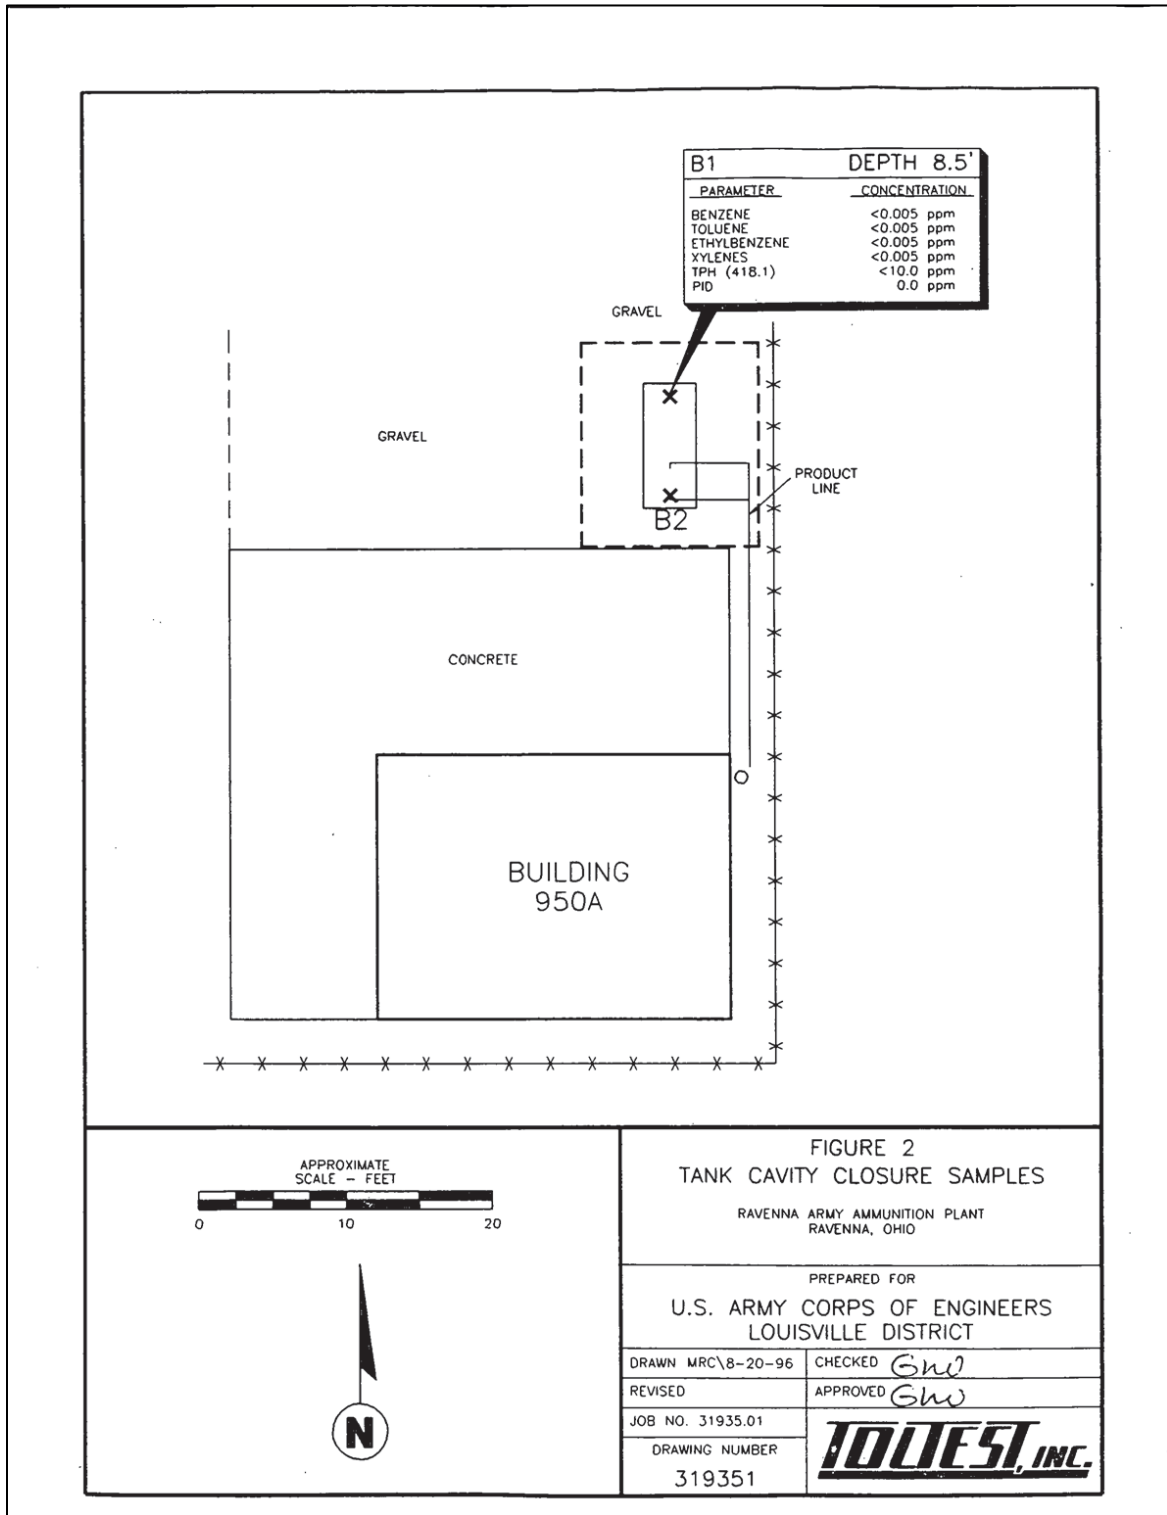 B1 DEPTH 8.5'
PARAMETER CONCENTRATION
BENZENE <0.005 ppm
TOLUENE <0.005 ppm
ETHYLBENZENE <0.005 ppm
XYLENES <0.005 ppm
TPH (418.1) <10.0 ppm
PID 0.0 ppm
GRAVEL
GRAVEL
PRODUCT
LINE
B2
CONCRETE
BUILDING
950A
APPROXIMATE
SCALE – FEET
0 10 20
N
FIGURE 2
TANK CAVITY CLOSURE SAMPLES
RAVENNA ARMY AMMUNITION PLANT
RAVENNA, OHIO
PREPARED FOR
U.S. ARMY CORPS OF ENGINEERS
LOUISVILLE DISTRICT
DRAWN MRC\8-20-96
CHECKED
REVISED
APPROVED
JOB NO. 31935.01
DRAWING NUMBER
319351
TOLTEST, INC.